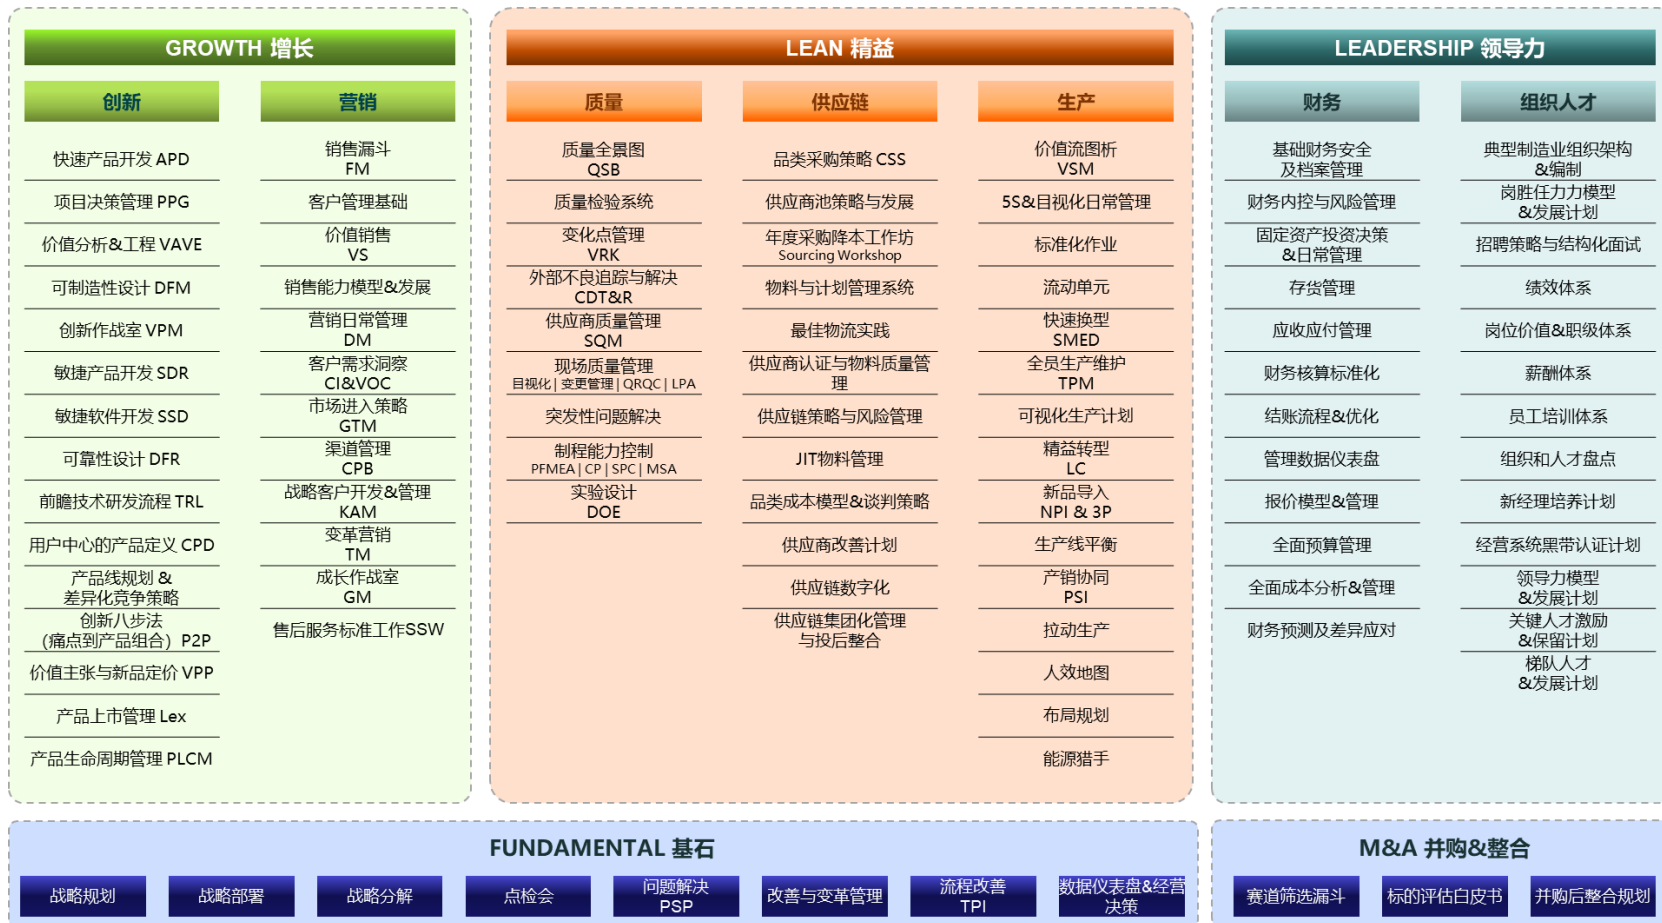 GROWTH 增长
创新
快速产品开发 APD
项目决策管理 PPG
价值分析&工程 VAVE
可制造性设计 DFM
创新作战室 VPM
敏捷产品开发 SDR
敏捷软件开发 SSD
可靠性设计 DFR
前瞻技术研发流程 TRL
用户中心的产品定义 CPD
产品线规划 &
差异化竞争策略
创新八步法
（痛点到产品组合）P2P
价值主张与新品定价 VPP
产品上市管理 Lex
产品生命周期管理 PLCM
营销
销售漏斗
FM
客户管理基础
价值销售
VS
销售能力模型&发展
营销日常管理
DM
客户需求洞察
CI&VOC
市场进入策略
GTM
渠道管理
CPB
战略客户开发&管理
KAM
变革营销
TM
成长作战室
GM
售后服务标准工作SSW
LEAN 精益
质量
质量全景图
QSB
质量检验系统
变化点管理
VRK
外部不良追踪与解决
CDT&R
供应商质量管理
SQM
现场质量管理
目视化 | 变更管理 | QRQC | LPA
突发性问题解决
制程能力控制
PFMEA | CP | SPC | MSA
实验设计
DOE
供应链
品类采购策略 CSS
供应商池策略与发展
年度采购降本工作坊
Sourcing Workshop
物料与计划管理系统
最佳物流实践
供应商认证与物料质量管
理
供应链策略与风险管理
JIT物料管理
品类成本模型&谈判策略
供应商改善计划
供应链数字化
供应链集团化管理
与投后整合
生产
价值流图析
VSM
5S&目视化日常管理
标准化作业
流动单元
快速换型
SMED
全员生产维护
TPM
可视化生产计划
精益转型
LC
新品导入
NPI & 3P
生产线平衡
产销协同
PSI
拉动生产
人效地图
布局规划
能源猎手
LEADERSHIP 领导力
财务
基础财务安全
及档案管理
财务内控与风险管理
固定资产投资决策
&日常管理
存货管理
应收应付管理
财务核算标准化
结账流程&优化
管理数据仪表盘
报价模型&管理
全面预算管理
全面成本分析&管理
财务预测及差异应对
组织人才
典型制造业组织架构
&编制
岗胜任力力模型
&发展计划
招聘策略与结构化面试
绩效体系
岗位价值&职级体系
薪酬体系
员工培训体系
组织和人才盘点
新经理培养计划
经营系统黑带认证计划
领导力模型
&发展计划
关键人才激励
&保留计划
梯队人才
&发展计划
FUNDAMENTAL 基石
战略规划
战略部署
战略分解
点检会
问题解决
PSP
改善与变革管理
流程改善
TPI
数据仪表盘&经营
决策
M&A 并购&整合
赛道筛选漏斗
标的评估白皮书
并购后整合规划